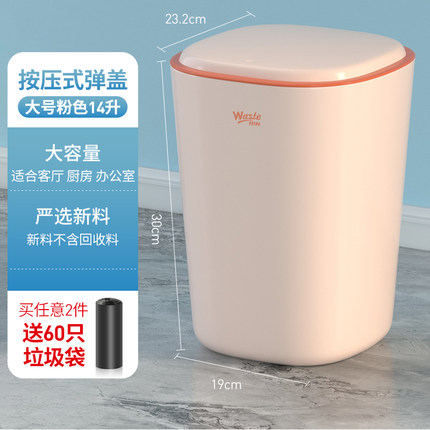 23.2cm
按压式弹盖
大号粉色14升
大容量
适合客厅 厨房 办公室
严选新料
新料不含回收料
买任意2件
送60只
垃圾袋
Waste
30cm
19cm